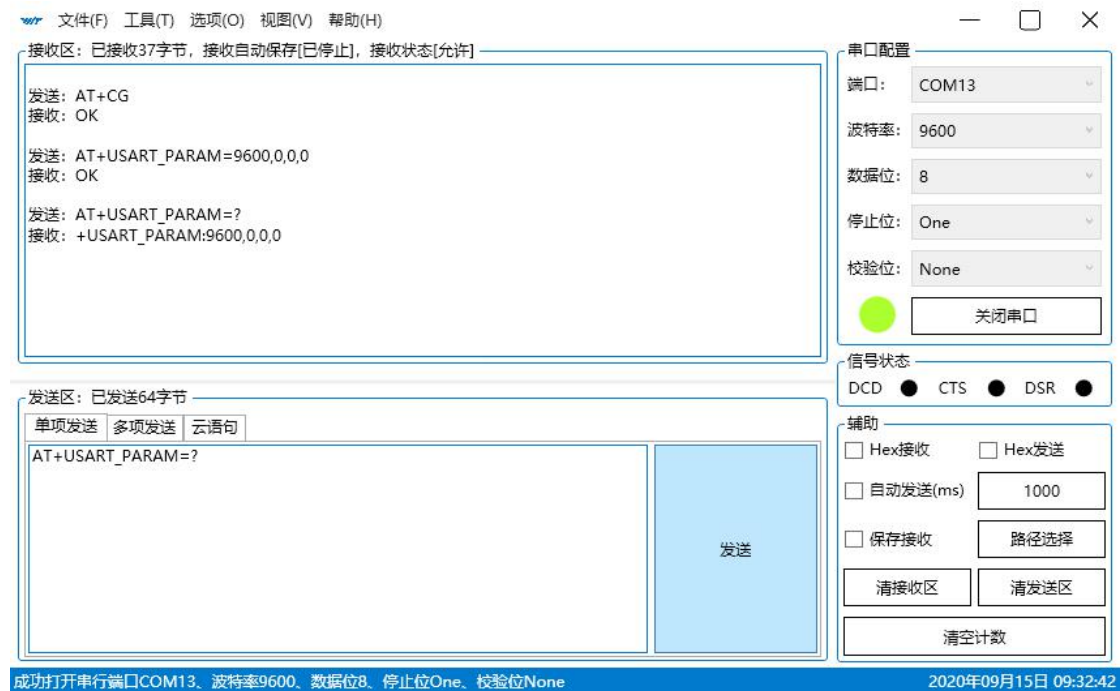 文件(F) 工具(T) 选项(O) 视图(V) 帮助(H)
接收区：已接收37字节，接收自动保存[已停止]，接收状态[允许]
发送：AT+CG
接收：OK
发送：AT+USART_PARAM=9600,0,0,0
接收：OK
发送：AT+USART_PARAM=?
接收：+USART_PARAM:9600,0,0,0
发送区：已发送64字节
单项发送 多项发送 云语句
AT+USART_PARAM=?
发送
串口配置
端口： COM13
波特率： 9600
数据位： 8
停止位： One
校验位： None
关闭串口
信号状态
DCD CTS DSR
辅助
Hex接收 Hex发送
自动发送(ms) 1000
保存接收 路径选择
清接收区 清发送区
清空计数
成功打开串行端口COM13、波特率9600、数据位8、停止位One、校验位None 2020年09月15日 09:32:42